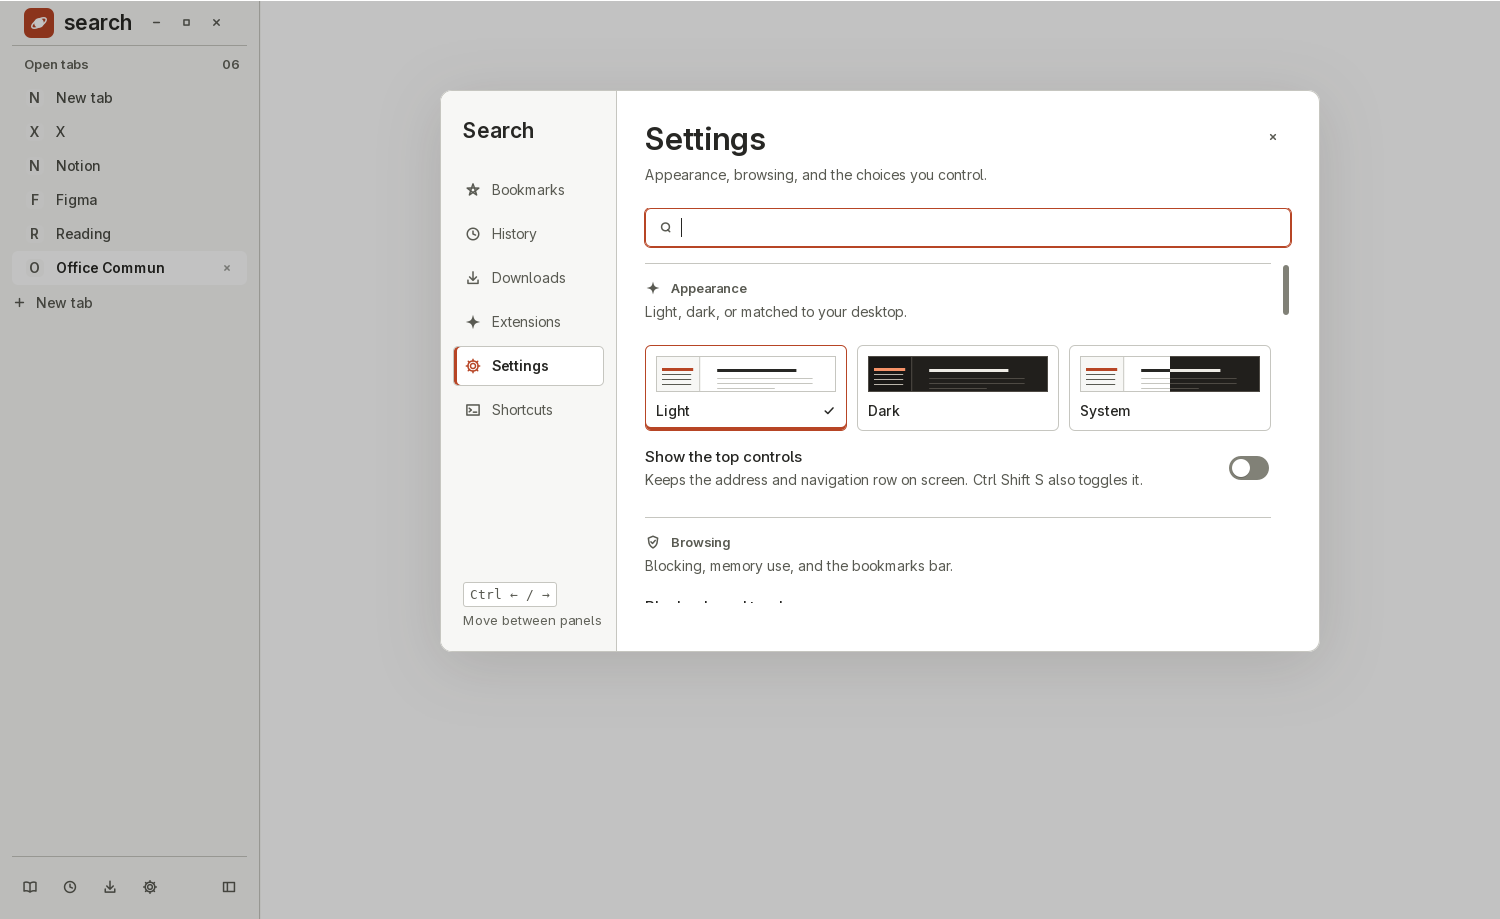 search
Open tabs 06
N New tab
X X
N Notion
F Figma
R Reading
O Office Commun
New tab
Search
Bookmarks
History
Downloads
Extensions
Settings
Shortcuts
Ctrl ← / →
Move between panels
Settings
Appearance, browsing, and the choices you control.
Appearance
Light, dark, or matched to your desktop.
Light
Dark
System
Show the top controls
Keeps the address and navigation row on screen. Ctrl Shift S also toggles it.
Browsing
Blocking, memory use, and the bookmarks bar.